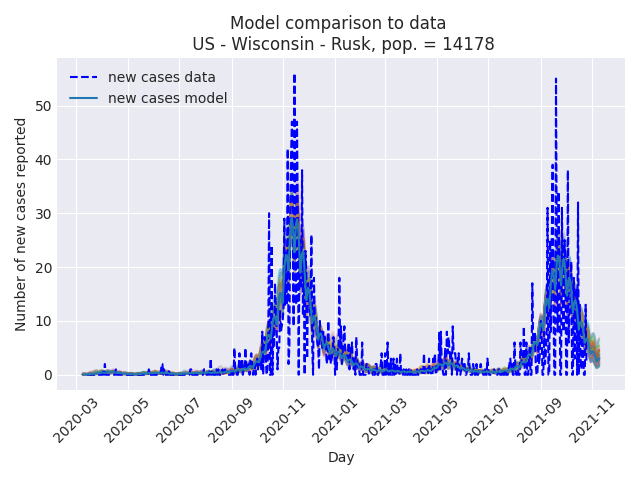 Model comparison to data
US - Wisconsin - Rusk, pop. = 14178
new cases data
new cases model
Number of new cases reported
50
40
30
20
10
0
2020-03
2020-05
2020-07
2020-09
2020-11
2021-01
2021-03
2021-05
2021-07
2021-09
2021-11
Day